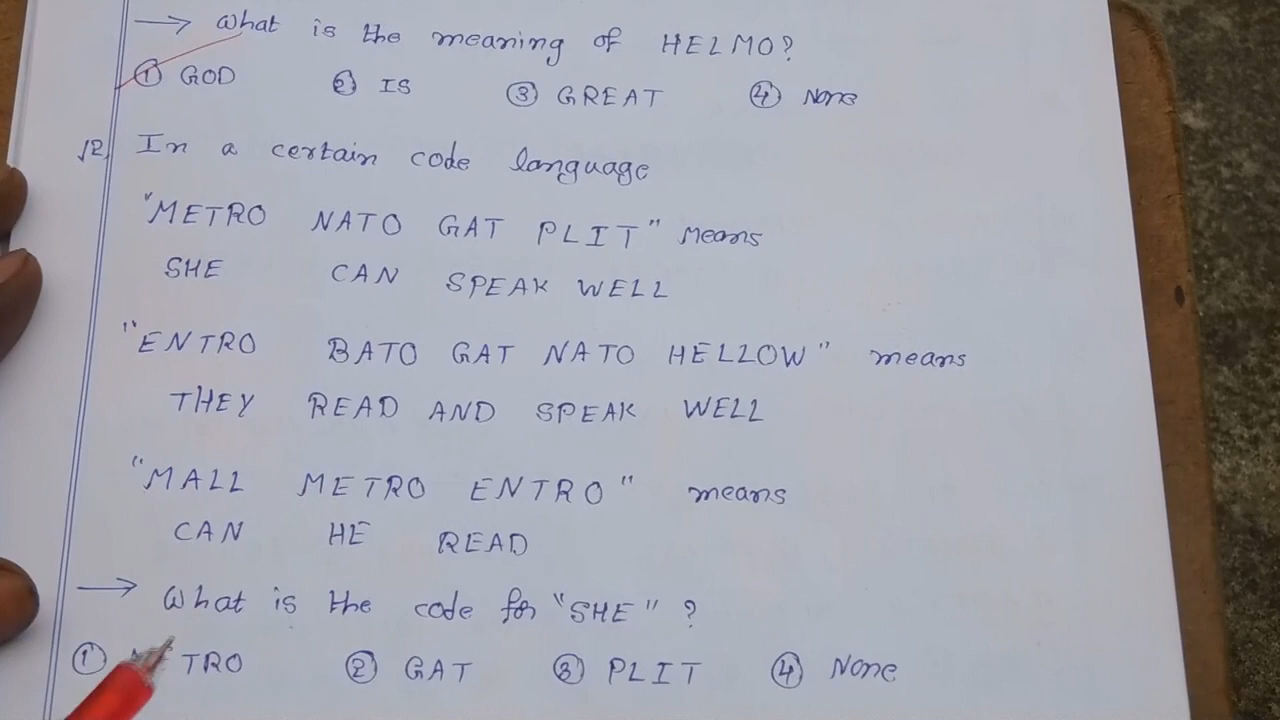 → What is the meaning of HELMO?
① GOD ② IS ③ GREAT ④ None
12) In a certain code language
"METRO NATO GAT PLIT" means
SHE CAN SPEAK WELL
"ENTRO BATO GAT NATO HELLOW" means
THEY READ AND SPEAK WELL
"MALL METRO ENTRO" means
CAN HE READ
→ What is the code for "SHE" ?
① TRO ② GAT ③ PLIT ④ None